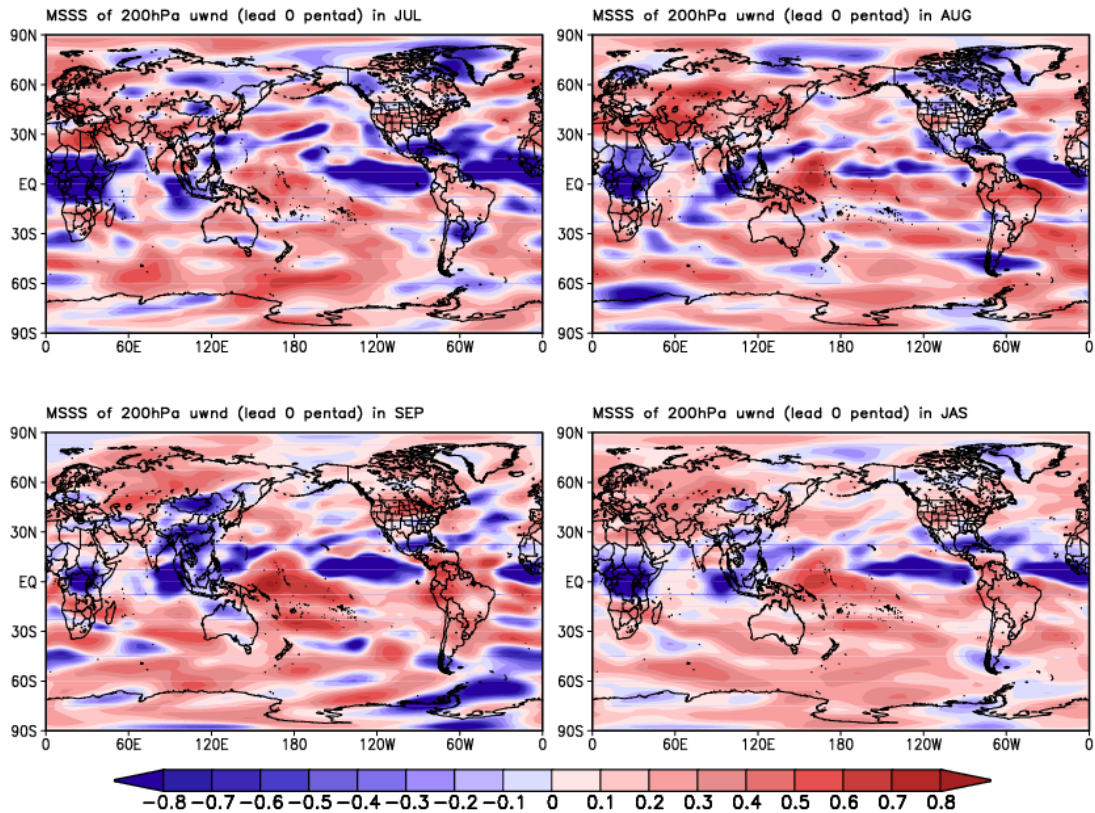 MSSS of 200hPa uwnd (lead 0 pentad) in JUL
90N
60N
30N
EQ
30S
60S
90S
0 60E 120E 180 120W 60W 0
MSSS of 200hPa uwnd (lead 0 pentad) in AUG
90N
60N
30N
EQ
30S
60S
90S
0 60E 120E 180 120W 60W 0
MSSS of 200hPa uwnd (lead 0 pentad) in SEP
90N
60N
30N
EQ
30S
60S
90S
0 60E 120E 180 120W 60W 0
MSSS of 200hPa uwnd (lead 0 pentad) in JAS
90N
60N
30N
EQ
30S
60S
90S
0 60E 120E 180 120W 60W 0
-0.8 -0.7 -0.6 -0.5 -0.4 -0.3 -0.2 -0.1 0 0.1 0.2 0.3 0.4 0.5 0.6 0.7 0.8